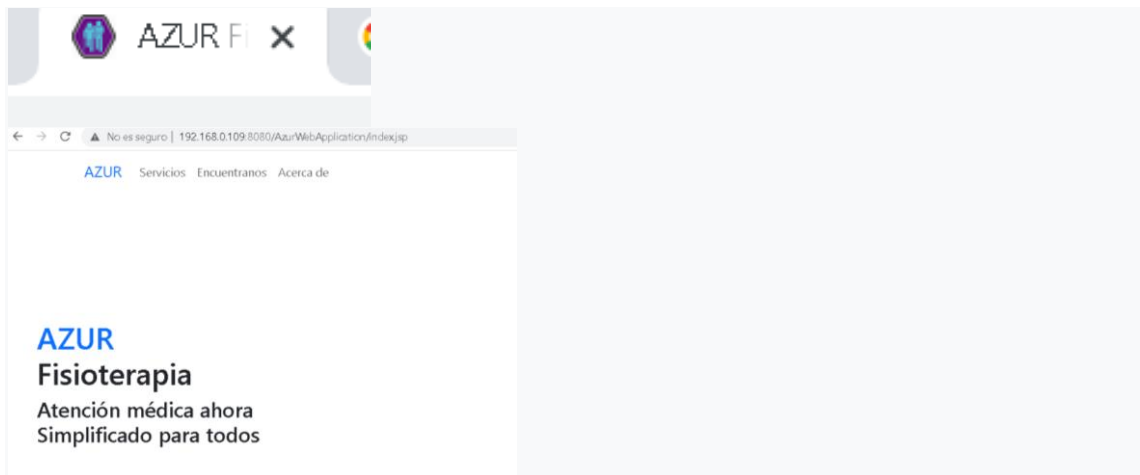 AZUR Fi
No es seguro | 192.168.0.109:8080/AzurWebApplication/index.jsp
AZUR Servicios Encuentranos Acerca de
AZUR
Fisioterapia
Atención médica ahora
Simplificado para todos